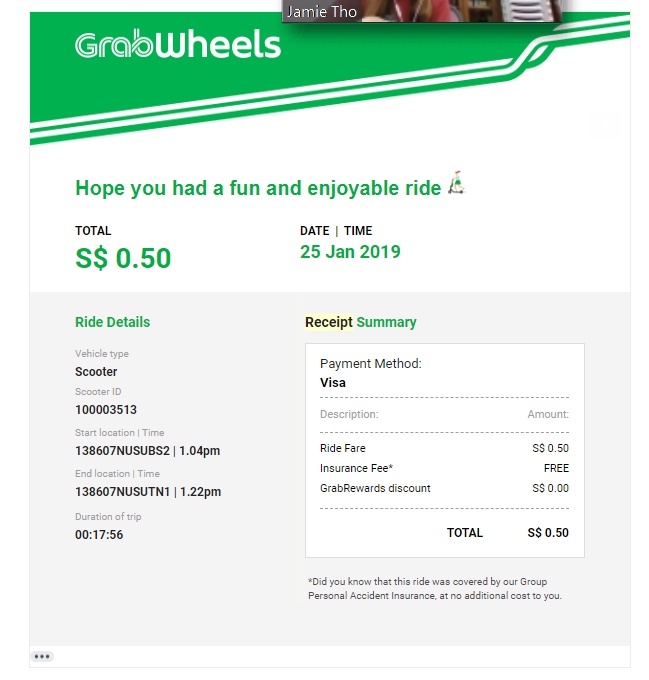 Jamie Tho
GrabWheels
Hope you had a fun and enjoyable ride
TOTAL
S$ 0.50
DATE | TIME
25 Jan 2019
Ride Details
Vehicle type
Scooter
Scooter ID
100003513
Start location | Time
138607NUSUBS2 | 1.04pm
End location | Time
138607NUSUTN1 | 1.22pm
Duration of trip
00:17:56
Receipt Summary
Payment Method:
Visa
Description: Amount:
Ride Fare S$ 0.50
Insurance Fee* FREE
GrabRewards discount S$ 0.00
TOTAL S$ 0.50
*Did you know that this ride was covered by our Group
Personal Accident Insurance, at no additional cost to you.